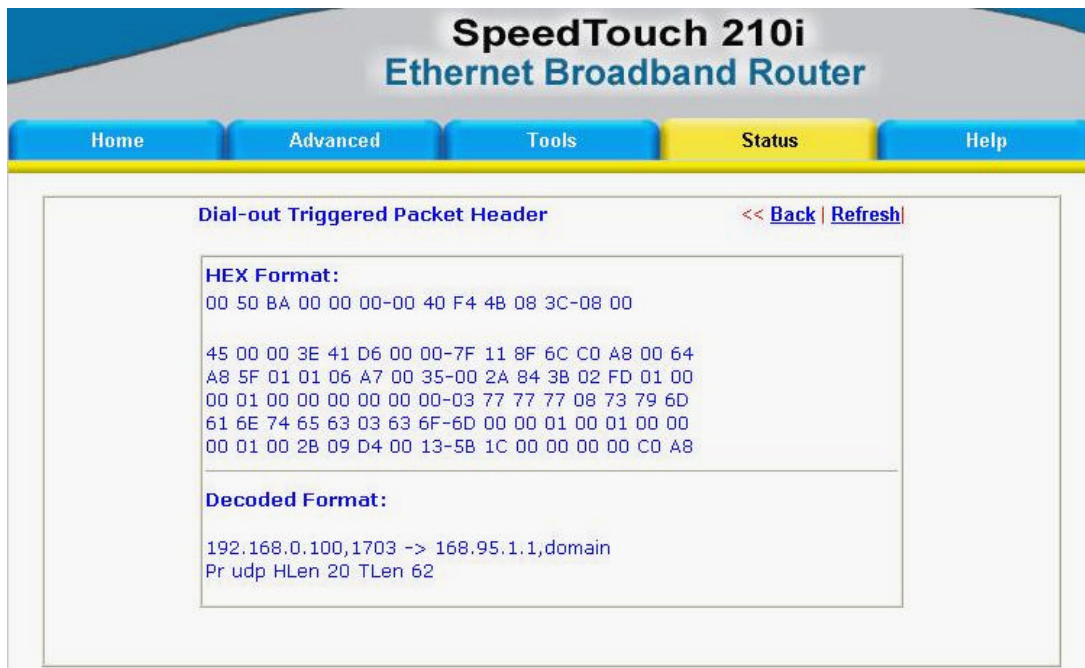 SpeedTouch 210i
Ethernet Broadband Router
Home Advanced Tools Status Help
Dial-out Triggered Packet Header << Back | Refresh|
HEX Format:
00 50 BA 00 00 00-00 40 F4 4B 08 3C-08 00
45 00 00 3E 41 D6 00 00-7F 11 8F 6C C0 A8 00 64
A8 5F 01 01 06 A7 00 35-00 2A 84 3B 02 FD 01 00
00 01 00 00 00 00 00 00-03 77 77 77 08 73 79 6D
61 6E 74 65 63 03 63 6F-6D 00 00 01 00 01 00 00
00 01 00 2B 09 D4 00 13-5B 1C 00 00 00 00 C0 A8
Decoded Format:
192.168.0.100,1703 -> 168.95.1.1,domain
Pr udp HLen 20 TLen 62